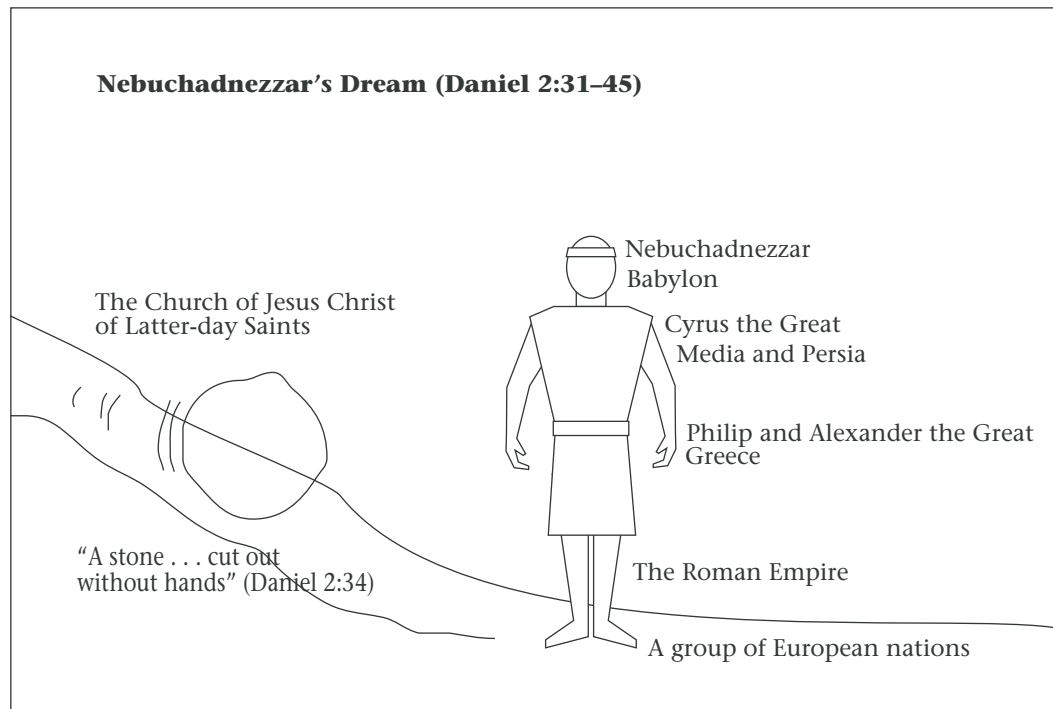 Nebuchadnezzar’s Dream (Daniel 2:31–45)
Nebuchadnezzar
Babylon
The Church of Jesus Christ
of Latter-day Saints
Cyrus the Great
Media and Persia
Philip and Alexander the Great
Greece
“A stone . . . cut out
without hands” (Daniel 2:34)
The Roman Empire
A group of European nations